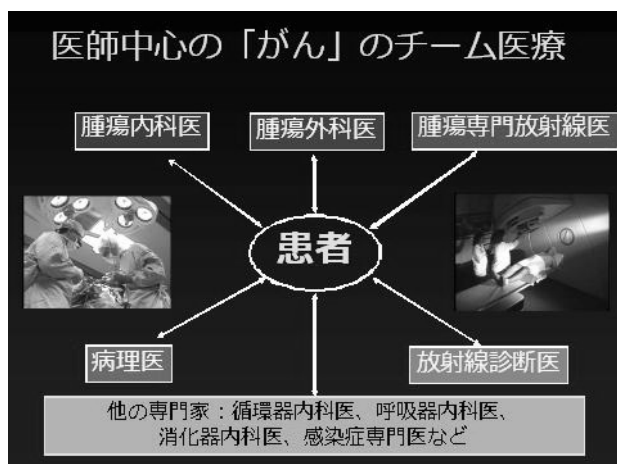 医師中心の「がん」のチーム医療
腫瘍内科医
腫瘍外科医
腫瘍専門放射線医
患者
病理医
放射線診断医
他の専門家：循環器内科医、呼吸器内科医、
消化器内科医、感染症専門医など